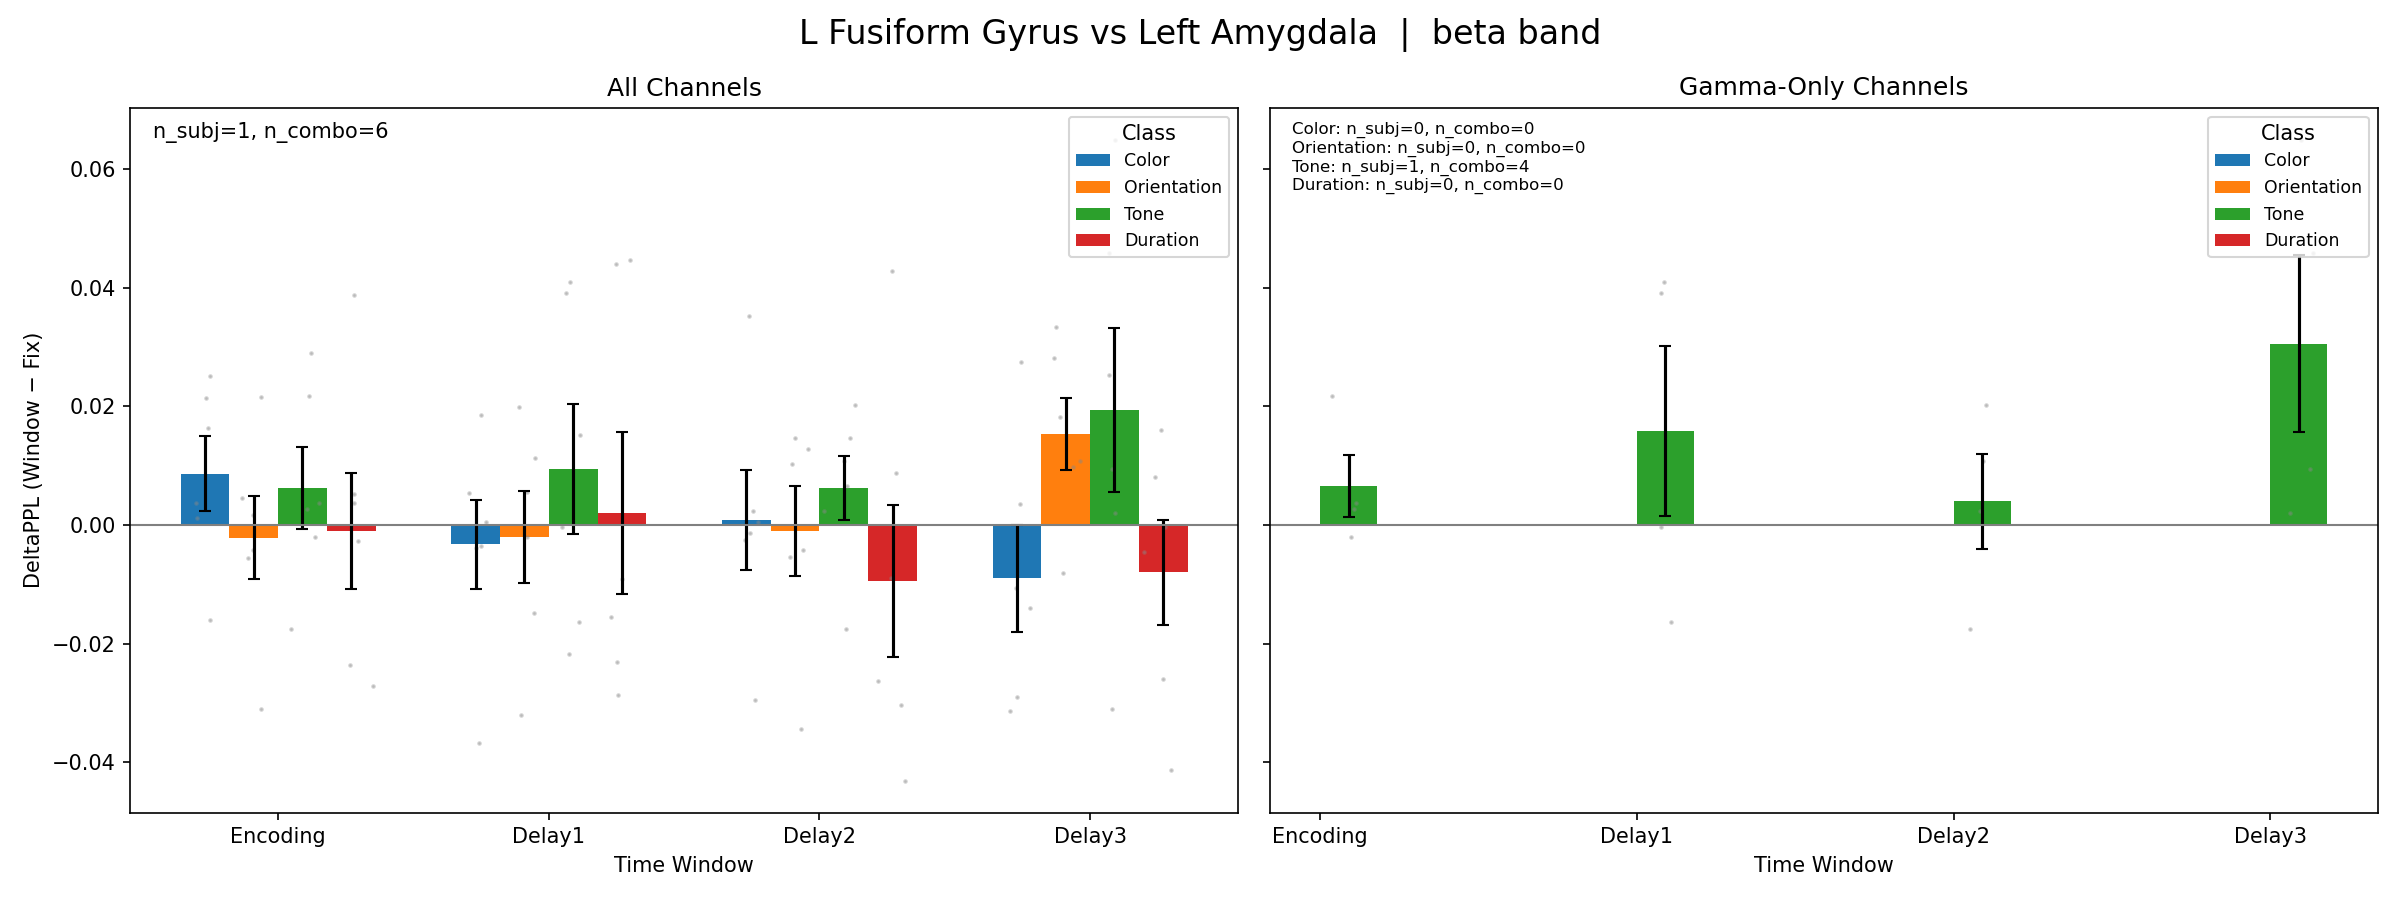 L Fusiform Gyrus vs Left Amygdala | beta band
All Channels
n_subj=1, n_combo=6
Class
Color
Orientation
Tone
Duration
0.06
0.04
0.02
0.00
−0.02
−0.04
DeltaPPL (Window − Fix)
Encoding
Delay1
Delay2
Delay3
Time Window
Gamma-Only Channels
Color: n_subj=0, n_combo=0
Orientation: n_subj=0, n_combo=0
Tone: n_subj=1, n_combo=4
Duration: n_subj=0, n_combo=0
Class
Color
Orientation
Tone
Duration
Encoding
Delay1
Delay2
Delay3
Time Window